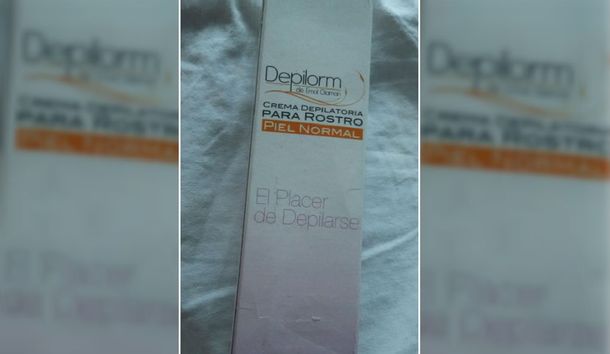 Depilorm
CREMA DEPILATORIA
PARA ROSTRO
PIEL NORMAL
El Placer
de Depilarse